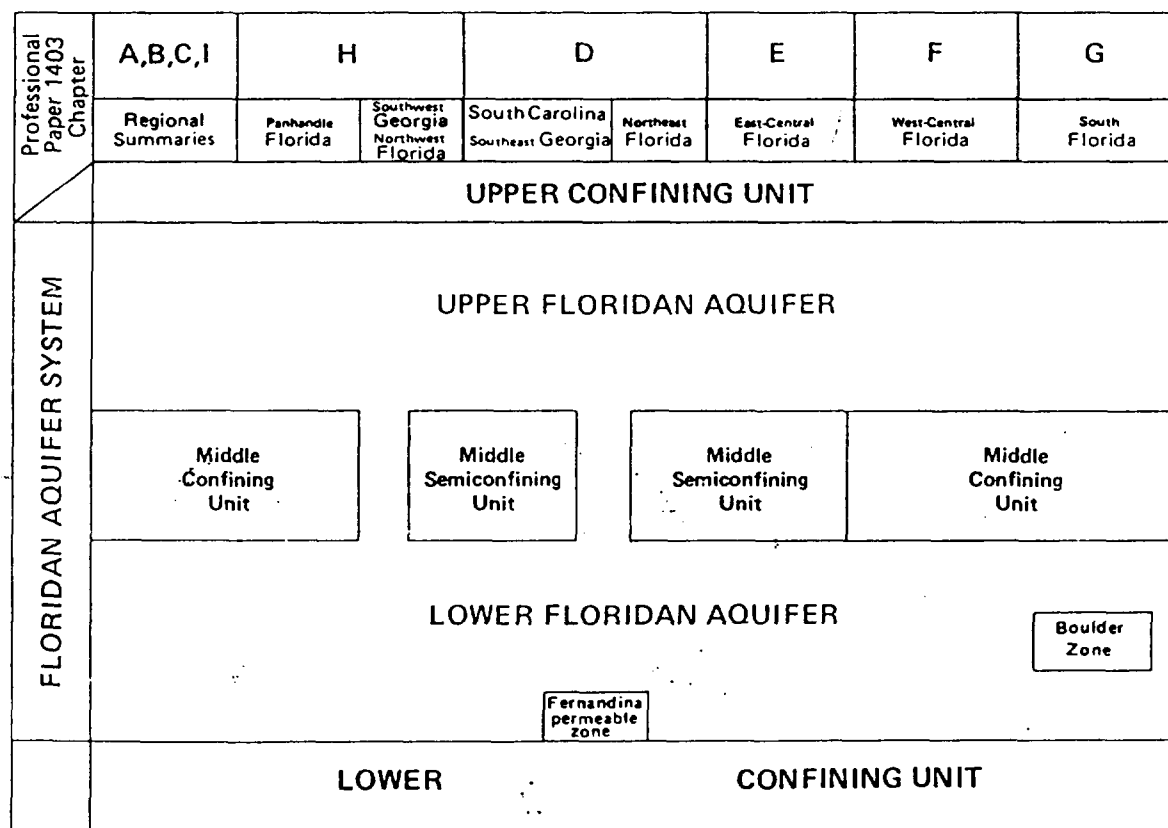 Professional
Paper 1403
Chapter
A,B,C,I
H
D
E
F
G
Regional
Summaries
Panhandle
Florida
Southwest
Georgia
Northwest
Florida
South Carolina
Southeast Georgia
Northeast
Florida
East-Central
Florida
West-Central
Florida
South
Florida
UPPER CONFINING UNIT
FLORIDAN AQUIFER SYSTEM
UPPER FLORIDAN AQUIFER
Middle
Confining
Unit
Middle
Semiconfining
Unit
Middle
Semiconfining
Unit
Middle
Confining
Unit
LOWER FLORIDAN AQUIFER
Boulder
Zone
Fernandina
permeable
zone
LOWER CONFINING UNIT